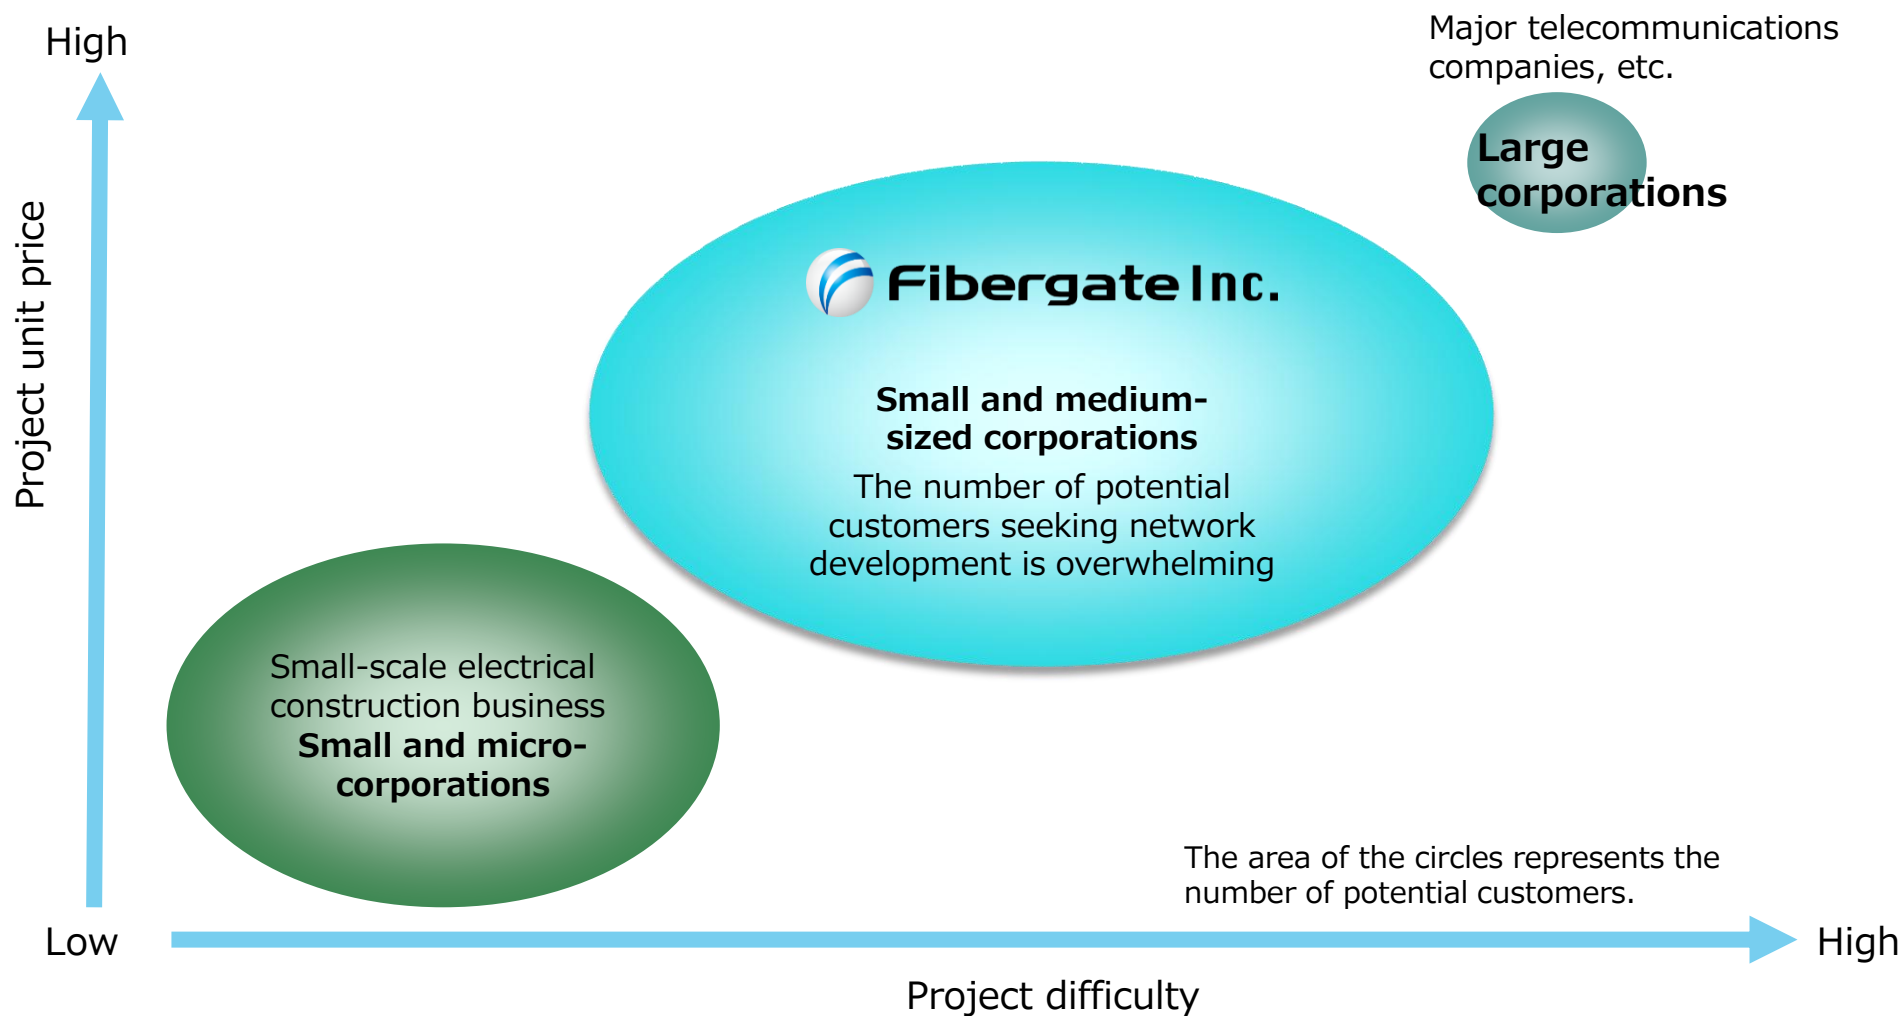 High
Major telecommunications
companies, etc.
Large
corporations
Project unit price
Fibergate Inc.
Small and medium-
sized corporations
The number of potential
customers seeking network
development is overwhelming
Small-scale electrical
construction business
Small and micro-
corporations
The area of the circles represents the
number of potential customers.
Low
High
Project difficulty